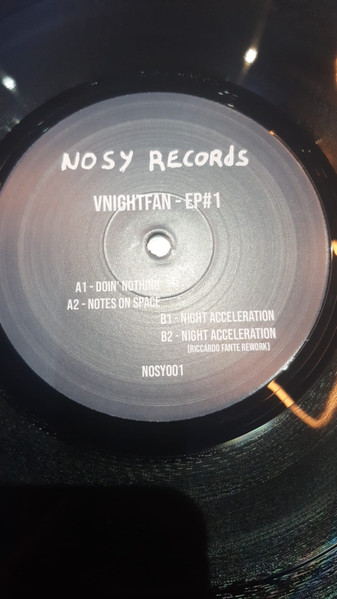 NOSY RECORDS
VNIGHTFAN - EP#1
A1 - DOIN' NOTHING
A2 - NOTES ON SPACE
B1 - NIGHT ACCELERATION
B2 - NIGHT ACCELERATION
(RICCARDO FANTE REWORK)
NOSY001